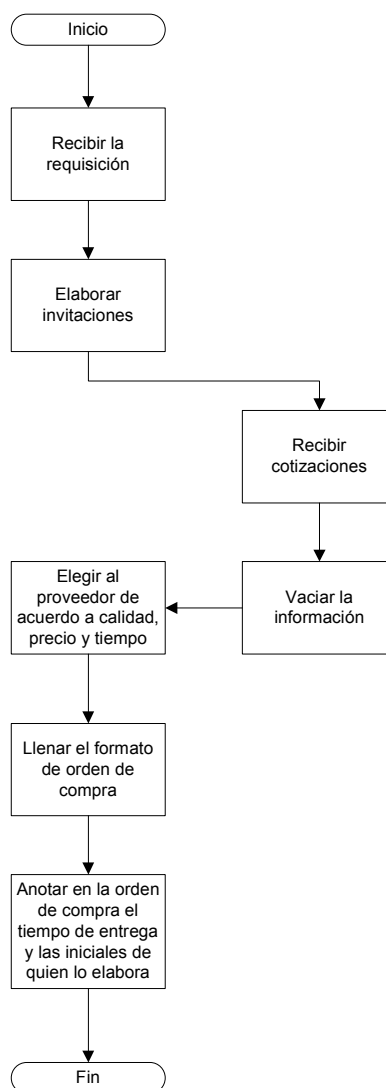 Inicio
Recibir la
requisición
Elaborar
invitaciones
Recibir
cotizaciones
Vaciar la
información
Elegir al
proveedor de
acuerdo a calidad,
precio y tiempo
Llenar el formato
de orden de
compra
Anotar en la orden
de compra el
tiempo de entrega
y las iniciales de
quien lo elabora
Fin